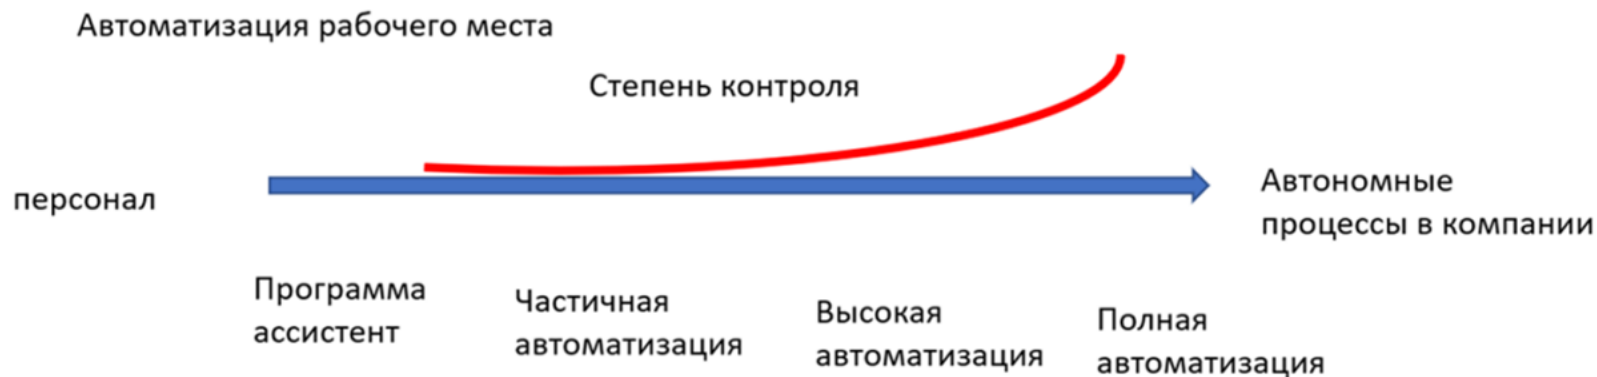 Автоматизация рабочего места
Степень контроля
персонал
Автономные
процессы в компании
Программа
ассистент
Частичная
автоматизация
Высокая
автоматизация
Полная
автоматизация